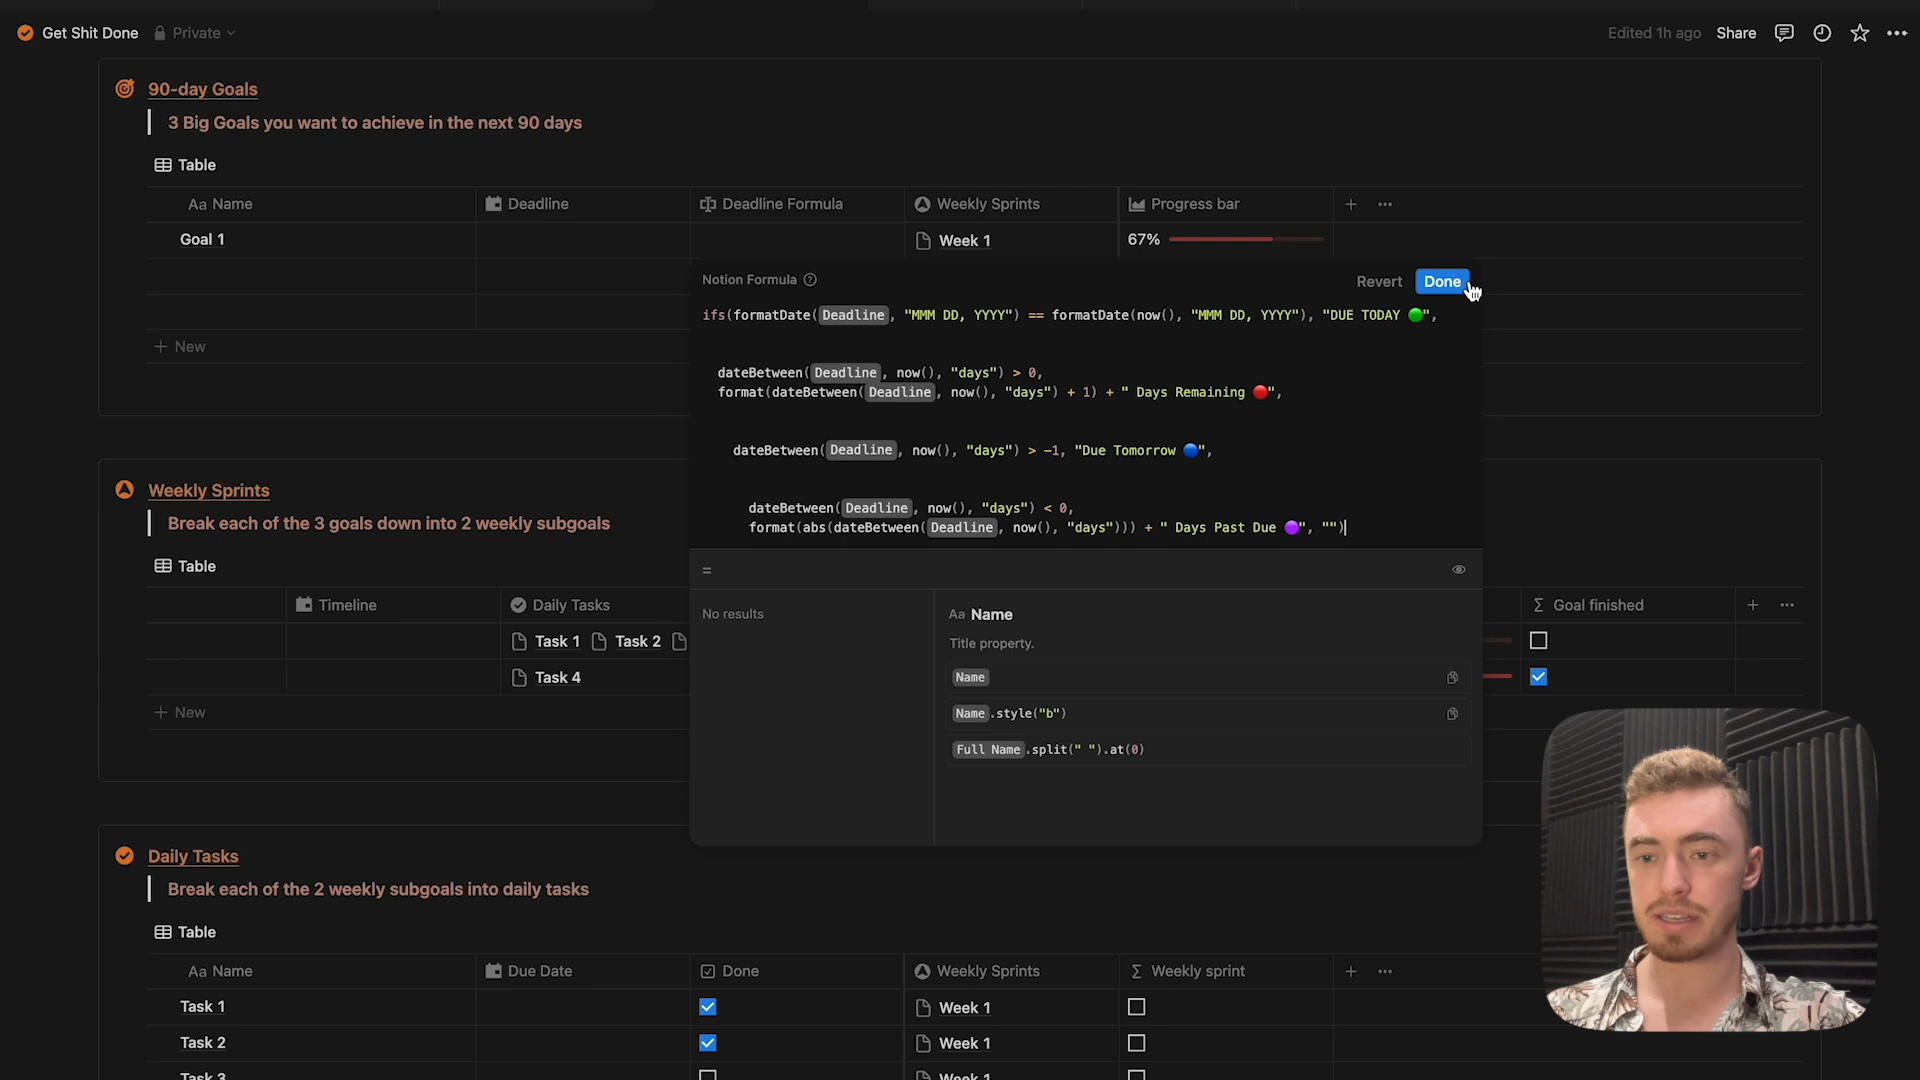 Get Shit Done Private Edited 1h ago Share
90-day Goals
3 Big Goals you want to achieve in the next 90 days
Table
Aa Name Deadline Deadline Formula Weekly Sprints Progress bar
Goal 1 Week 1 67%
New
Notion Formula Revert Done
ifs(formatDate(Deadline, "MMM DD, YYYY") == formatDate(now(), "MMM DD, YYYY"), "DUE TODAY 🟢",
dateBetween(Deadline, now(), "days") > 0,
format(dateBetween(Deadline, now(), "days") + 1) + " Days Remaining 🔴",
dateBetween(Deadline, now(), "days") > -1, "Due Tomorrow 🔵",
dateBetween(Deadline, now(), "days") < 0,
format(abs(dateBetween(Deadline, now(), "days"))) + " Days Past Due 🟣", "")
=
No results
Aa Name
Title property.
Name
Name.style("b")
Full Name.split(" ").at(0)
Weekly Sprints
Break each of the 3 goals down into 2 weekly subgoals
Table
Timeline Daily Tasks Goal finished
Task 1 Task 2
Task 4
New
Daily Tasks
Break each of the 2 weekly subgoals into daily tasks
Table
Aa Name Due Date Done Weekly Sprints Weekly sprint
Task 1 Week 1
Task 2 Week 1
Task 3 Week 1